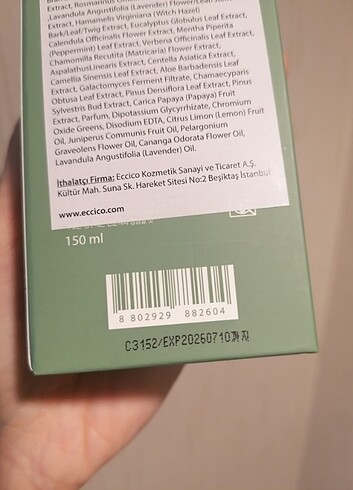 Extract, Rosmarinus Officinalis
,Lavandula Angustifolia (Lavender) Flower/Leaf/Stem
Extract, Hamamelis Virginiana (Witch Hazel)
Bark/Leaf/Twig Extract, Eucalyptus Globulus Leaf Extract,
Calendula Officinalis Flower Extract, Mentha Piperita
(Peppermint) Leaf Extract, Verbena Officinalis Leaf Extract,
Chamomilla Recutita (Matricaria) Flower Extract,
AspalathusLinearis Extract, Centella Asiatica Extract,
Camellia Sinensis Leaf Extract, Aloe Barbadensis Leaf
Extract, Galactomyces Ferment Filtrate, Chamaecyparis
Obtusa Leaf Extract, Pinus Densiflora Leaf Extract, Pinus
Sylvestris Bud Extract, Carica Papaya (Papaya) Fruit
Extract, Parfum, Dipotassium Glycyrrhizate, Chromium
Oxide Greens, Disodium EDTA, Citrus Limon (Lemon) Fruit
Oil, Juniperus Communis Fruit Oil, Pelargonium
Graveolens Flower Oil, Cananga Odorata Flower Oil,
Lavandula Angustifolia (Lavender) Oil.
İthalatçı Firma: Eccico Kozmetik Sanayi ve Ticaret A.Ş.
Kültür Mah. Suna Sk. Hareket Sitesi No:2 Beşiktaş İstanbul
www.eccico.com
150 ml
8 802929 882604
C3152/EXP20260710까지